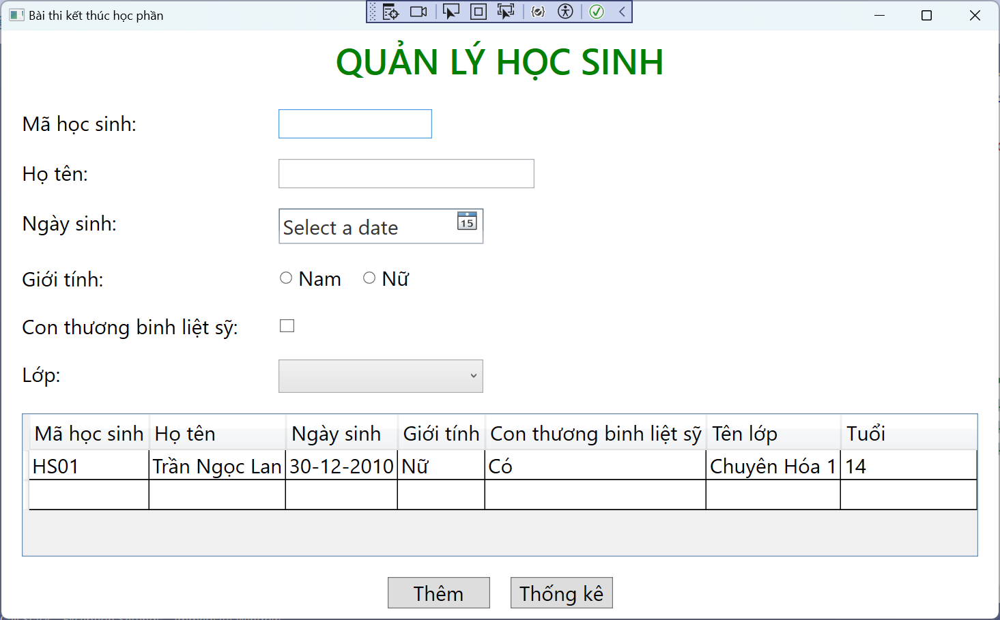 Bài thi kết thúc học phần
QUẢN LÝ HỌC SINH
Mã học sinh:
Họ tên:
Ngày sinh:
Select a date
15
Giới tính:
Nam
Nữ
Con thương binh liệt sỹ:
Lớp:
Mã học sinh Họ tên Ngày sinh Giới tính Con thương binh liệt sỹ Tên lớp Tuổi
HS01 Trần Ngọc Lan 30-12-2010 Nữ Có Chuyên Hóa 1 14
Thêm
Thống kê